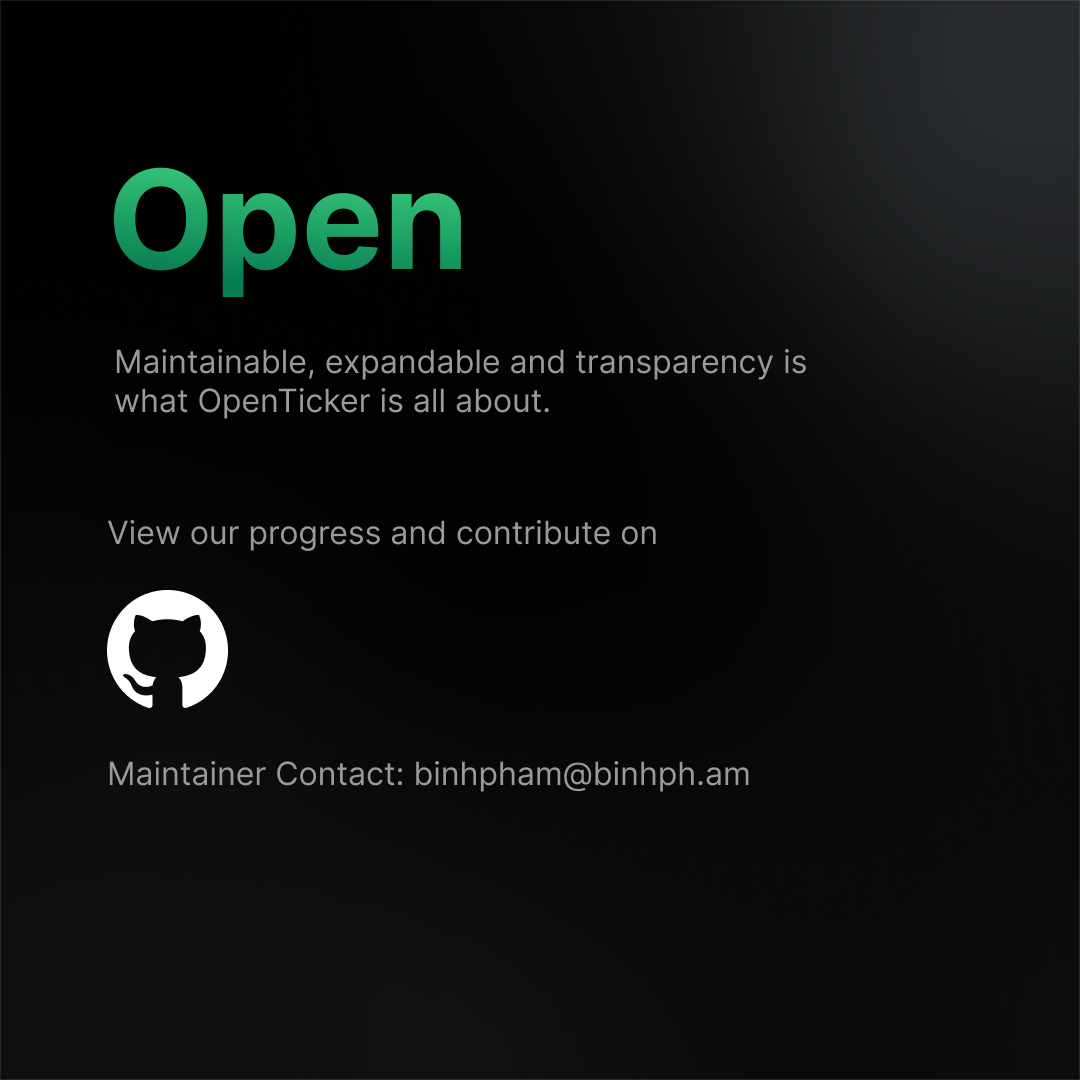 Open
Maintainable, expandable and transparency is
what OpenTicker is all about.
View our progress and contribute on
Maintainer Contact: binhpham@binhph.am